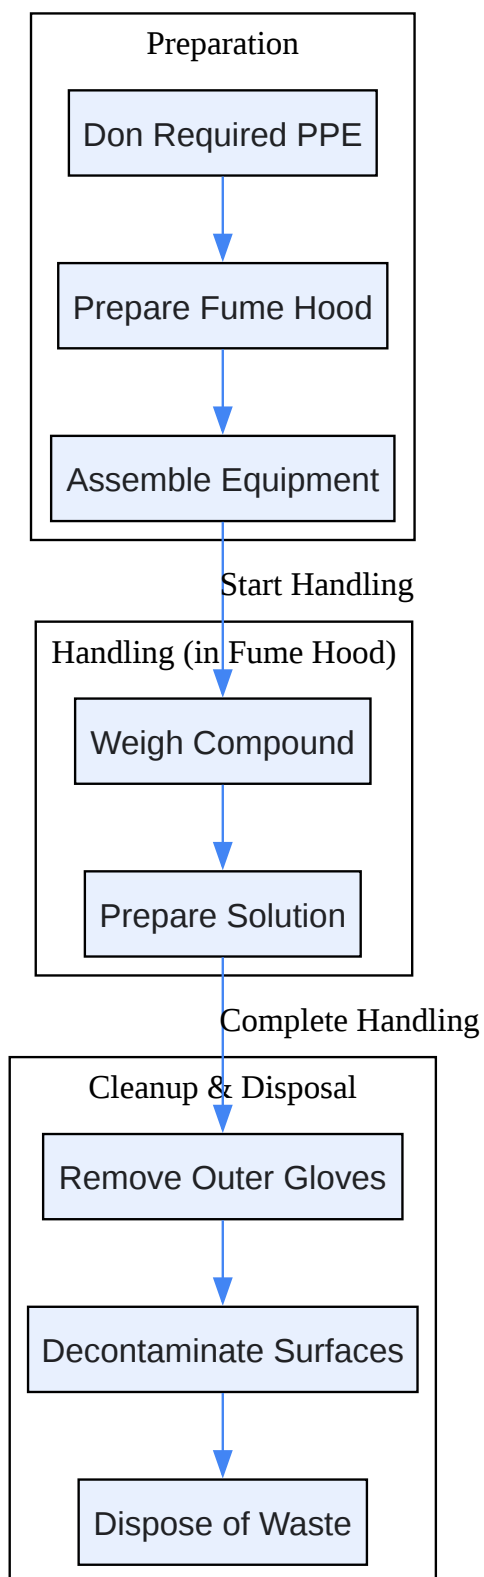 Preparation
Don Required PPE
Prepare Fume Hood
Assemble Equipment
Start Handling
Handling (in Fume Hood)
Weigh Compound
Prepare Solution
Complete Handling
Cleanup & Disposal
Remove Outer Gloves
Decontaminate Surfaces
Dispose of Waste